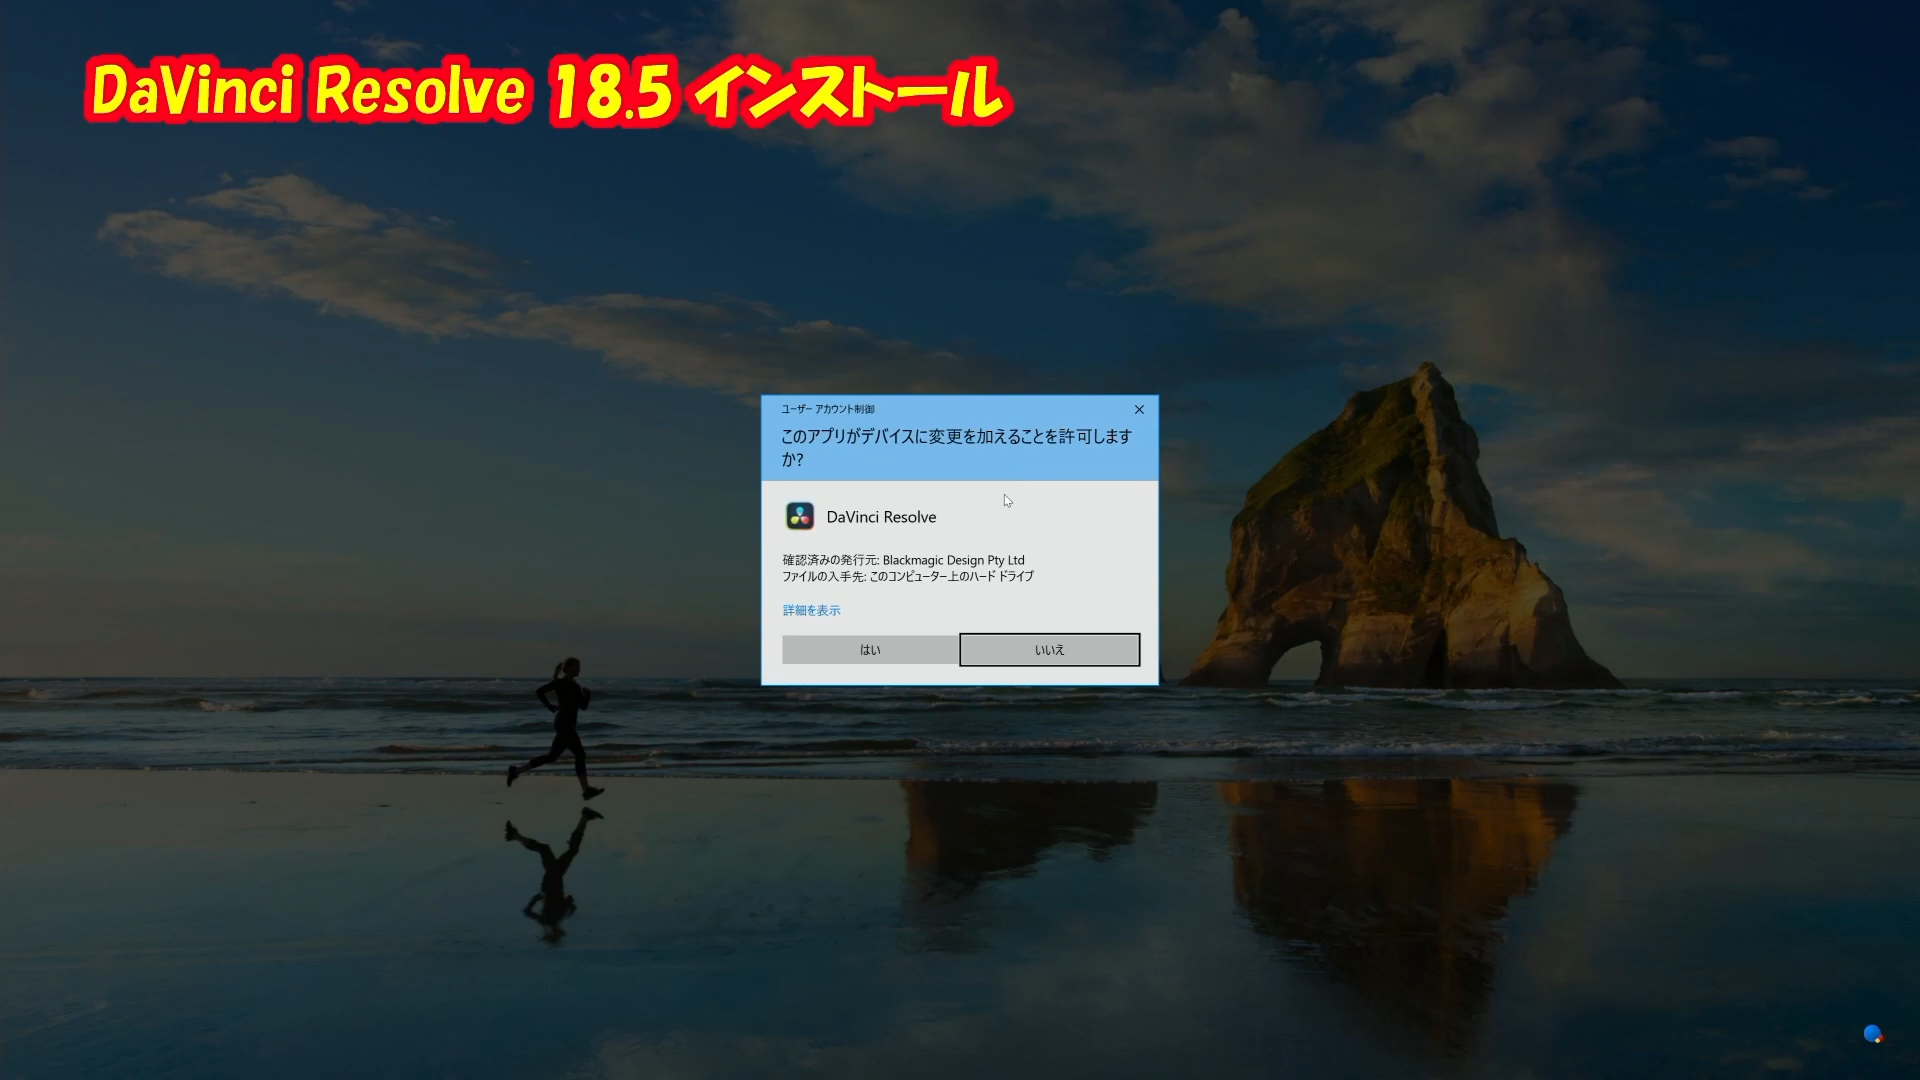 DaVinci Resolve 18.5 インストール
ユーザー アカウント制御
このアプリがデバイスに変更を加えることを許可します
か?
DaVinci Resolve
確認済みの発行元: Blackmagic Design Pty Ltd
ファイルの入手先: このコンピューター上のハード ドライブ
詳細を表示
はい
いいえ